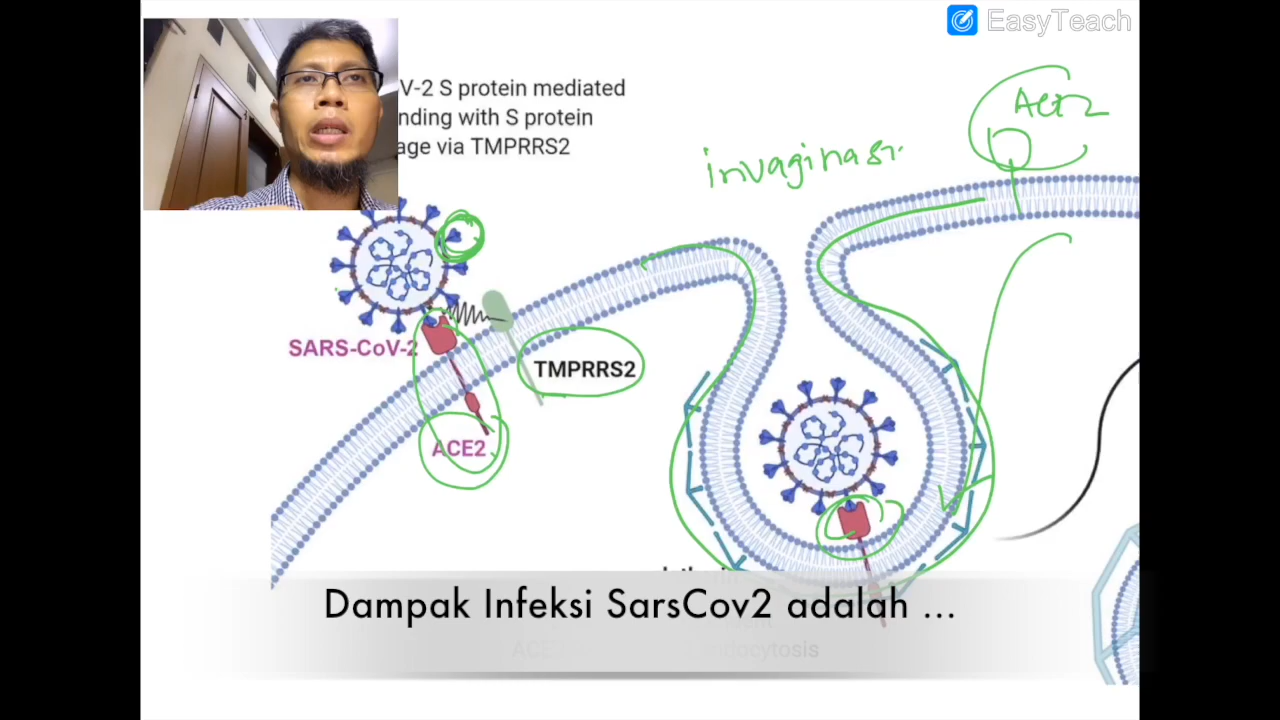 EasyTeach
V-2 S protein mediated
nding with S protein
age via TMPRRS2
ACE2
invaginasi
SARS-CoV-2
TMPRRS2
ACE2
Dampak Infeksi SarsCov2 adalah ...